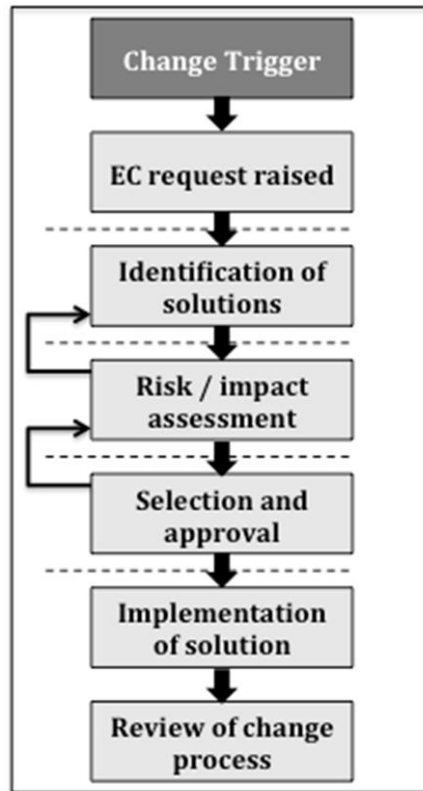 Change Trigger
EC request raised
Identification of
solutions
Risk / impact
assessment
Selection and
approval
Implementation
of solution
Review of change
process